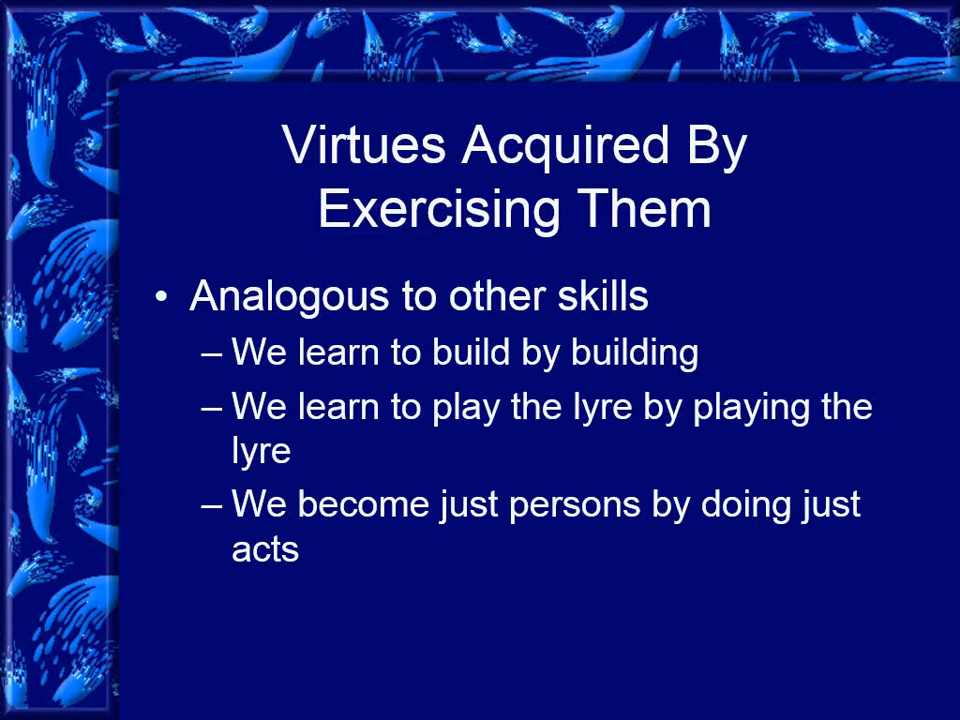 Virtues Acquired By
Exercising Them
• Analogous to other skills
– We learn to build by building
– We learn to play the lyre by playing the
lyre
– We become just persons by doing just
acts